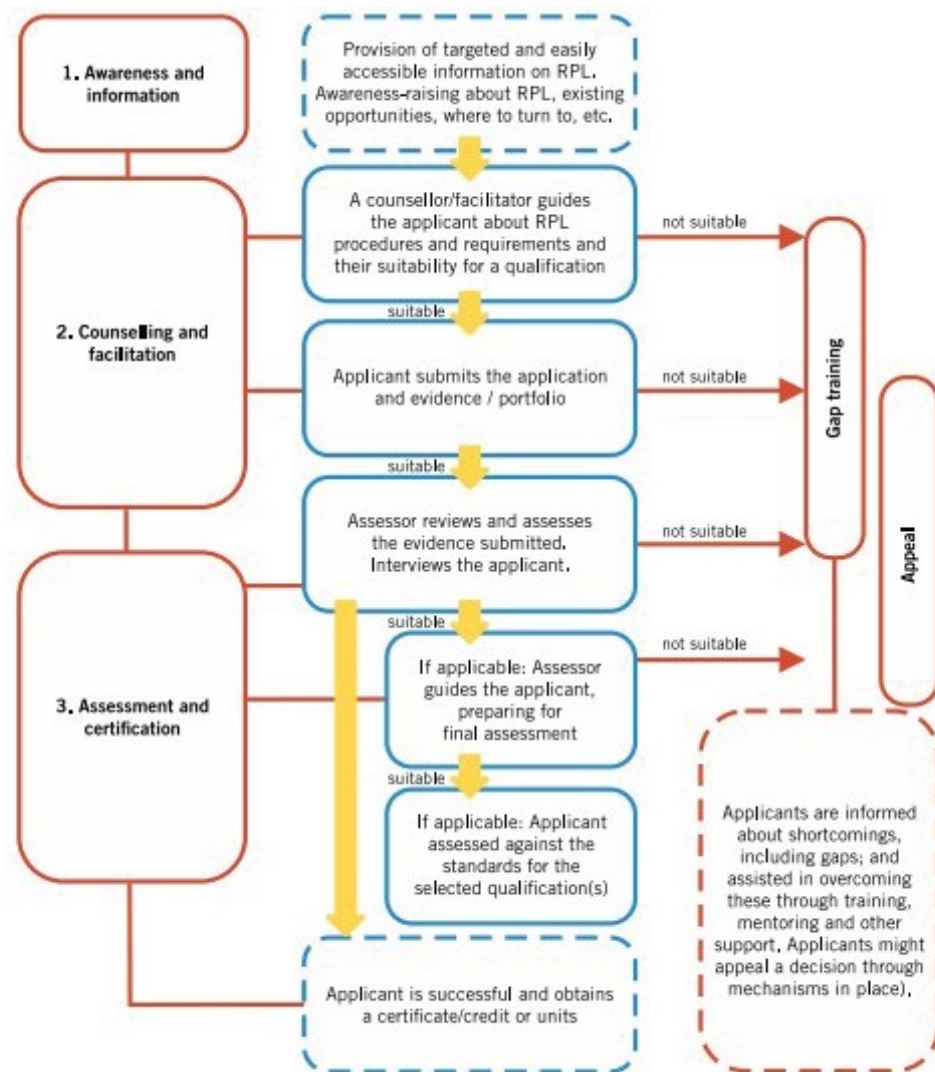 1. Awareness and
information
Provision of targeted and easily
accessible information on RPL.
Awareness-raising about RPL, existing
opportunities, where to turn to, etc.
2. Counselling and
facilitation
A counsellor/facilitator guides
the applicant about RPL
procedures and requirements and
their suitability for a qualification
not suitable
suitable
Applicant submits the application
and evidence / portfolio
not suitable
suitable
Gap training
Appeal
3. Assessment and
certification
Assessor reviews and assesses
the evidence submitted.
Interviews the applicant.
not suitable
suitable
If applicable: Assessor
guides the applicant,
preparing for
final assessment
not suitable
suitable
If applicable: Applicant
assessed against the
standards for the
selected qualification(s)
Applicant is successful and obtains
a certificate/credit or units
Applicants are informed
about shortcomings,
including gaps; and
assisted in overcoming
these through training,
mentoring and other
support. Applicants might
appeal a decision through
mechanisms in place).